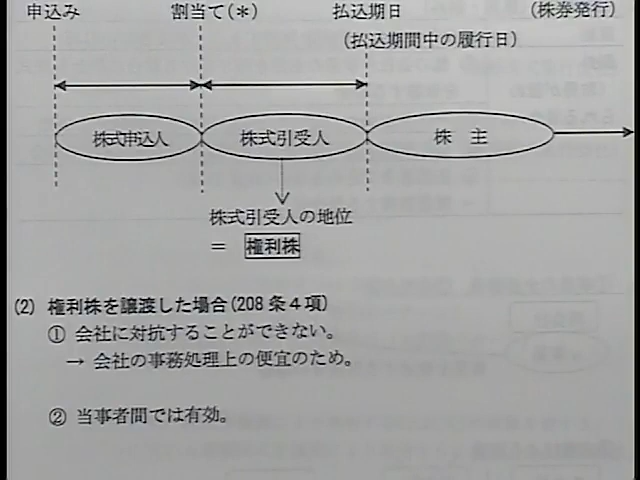 申込み 割当て(*) 払込期日 (株券発行)
(払込期間中の履行日)
株式申込人 株式引受人 株 主
株式引受人の地位
= 権利株
(2) 権利株を譲渡した場合(208条4項)
① 会社に対抗することができない。
→ 会社の事務処理上の便宜のため。
② 当事者間では有効。